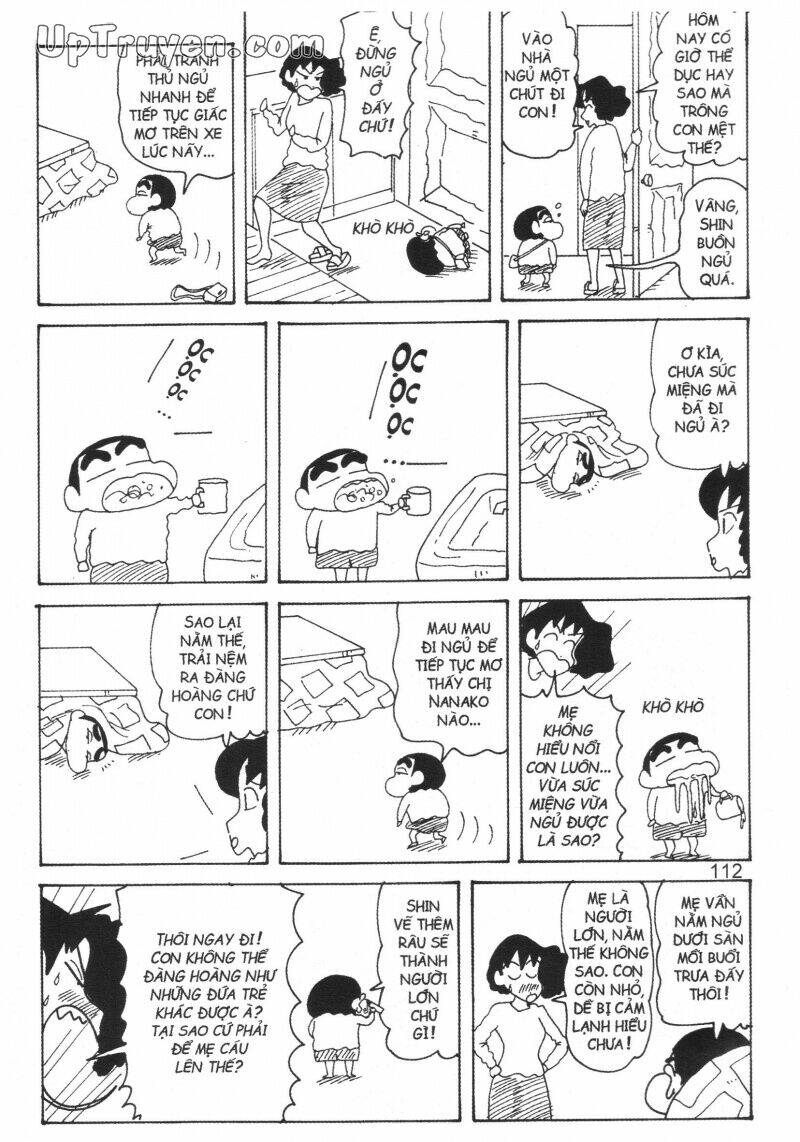 UpTruyen.com
HÔM
NAY CÓ
GIỜ THỂ
DỤC HAY
SAO MÀ
TRÔNG
CON MỆT
THẾ?
VÂNG,
SHIN
BUỒN
NGỦ
QUÁ.
VÀO
NHÀ
NGỦ MỘT
CHÚT ĐI
CON!
Ê,
ĐỪNG
NGỦ
Ở
ĐẤY
CHỨ!
KHÒ KHÒ
PHẢI TRANH
THỦ NGỦ
NHANH ĐỂ
TIẾP TỤC GIẤC
MƠ TRÊN XE
LÚC NÃY...
Ơ KÌA,
CHƯA SÚC
MIỆNG MÀ
ĐÃ ĐI
NGỦ À?
ỌC
ỌC
ỌC
...
ỌC
ỌC
ỌC
...
KHÒ KHÒ
MẸ
KHÔNG
HIỂU NỔI
CON LUÔN...
VỪA SÚC
MIỆNG VỪA
NGỦ ĐƯỢC
LÀ SAO?
MAU MAU
ĐI NGỦ ĐỂ
TIẾP TỤC MƠ
THẤY CHỊ
NANAKO
NÀO...
SAO LẠI
NẰM THẾ,
TRẢI NỆM
RA ĐÀNG
HOÀNG CHỨ
CON!
112
MẸ VẪN
NẰM NGỦ
DƯỚI SÀN
MỖI BUỔI
TRƯA ĐẤY
THÔI!
MẸ LÀ
NGƯỜI
LỚN, NẰM
THẾ KHÔNG
SAO. CON
CÒN NHỎ,
DỄ BỊ CẢM
LẠNH HIỂU
CHƯA!
SHIN
VẼ THÊM
RÂU SẼ
THÀNH
NGƯỜI
LỚN
CHỨ
GÌ!
THÔI NGAY ĐI!
CON KHÔNG THỂ
ĐÀNG HOÀNG NHƯ
NHỮNG ĐỨA TRẺ
KHÁC ĐƯỢC À?
TẠI SAO CỨ PHẢI
ĐỂ MẸ CÁU
LÊN THẾ?